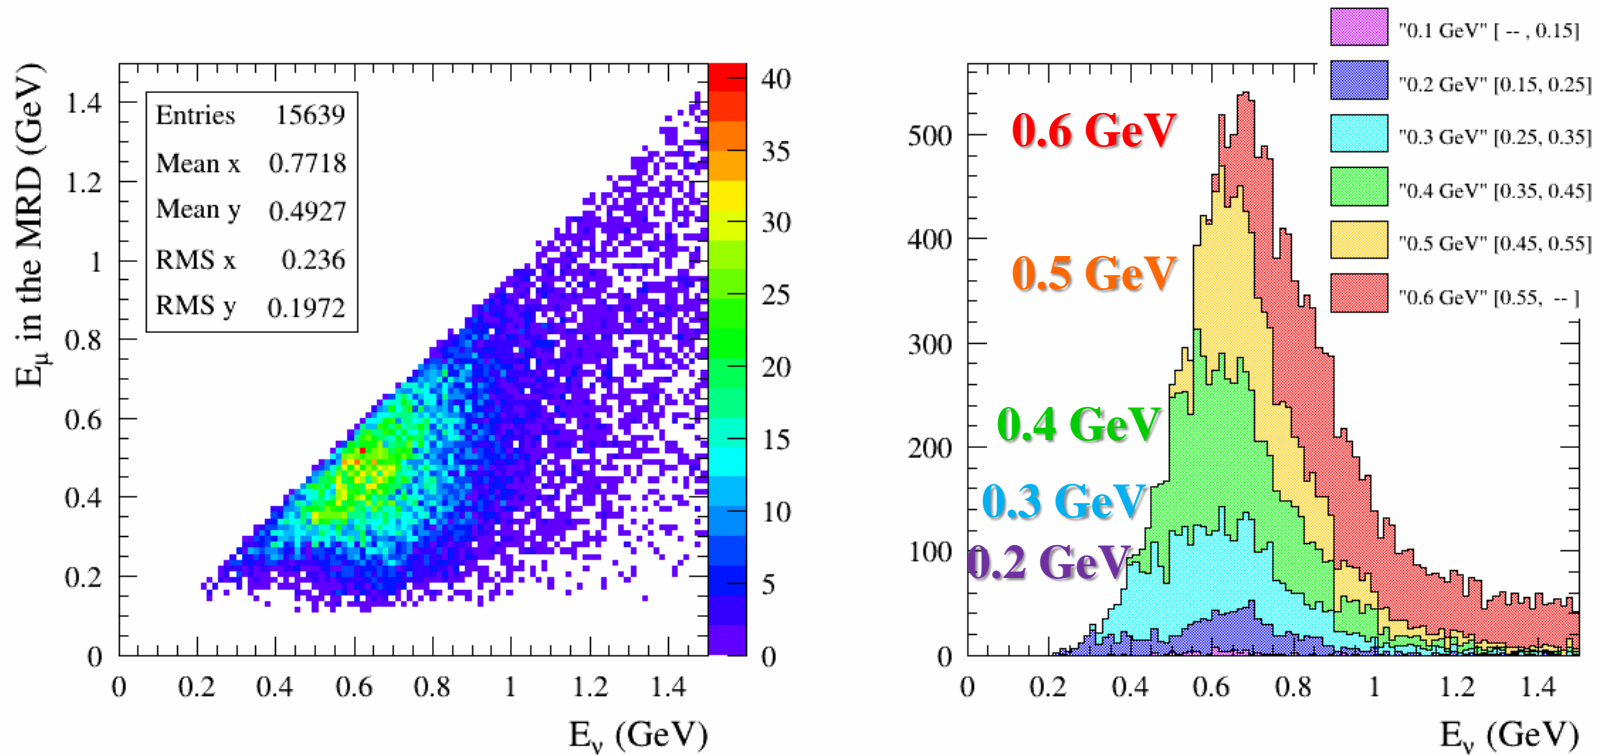 E_μ in the MRD (GeV)
1.4
1.2
1
0.8
0.6
0.4
0.2
0
Entries 15639
Mean x 0.7718
Mean y 0.4927
RMS x 0.236
RMS y 0.1972
0 0.2 0.4 0.6 0.8 1 1.2 1.4
E_ν (GeV)
40
35
30
25
20
15
10
5
0
500
400
300
200
100
0
0.6 GeV
0.5 GeV
0.4 GeV
0.3 GeV
0.2 GeV
"0.1 GeV" [ -- , 0.15]
"0.2 GeV" [0.15, 0.25]
"0.3 GeV" [0.25, 0.35]
"0.4 GeV" [0.35, 0.45]
"0.5 GeV" [0.45, 0.55]
"0.6 GeV" [0.55, -- ]
0 0.2 0.4 0.6 0.8 1 1.2 1.4
E_ν (GeV)